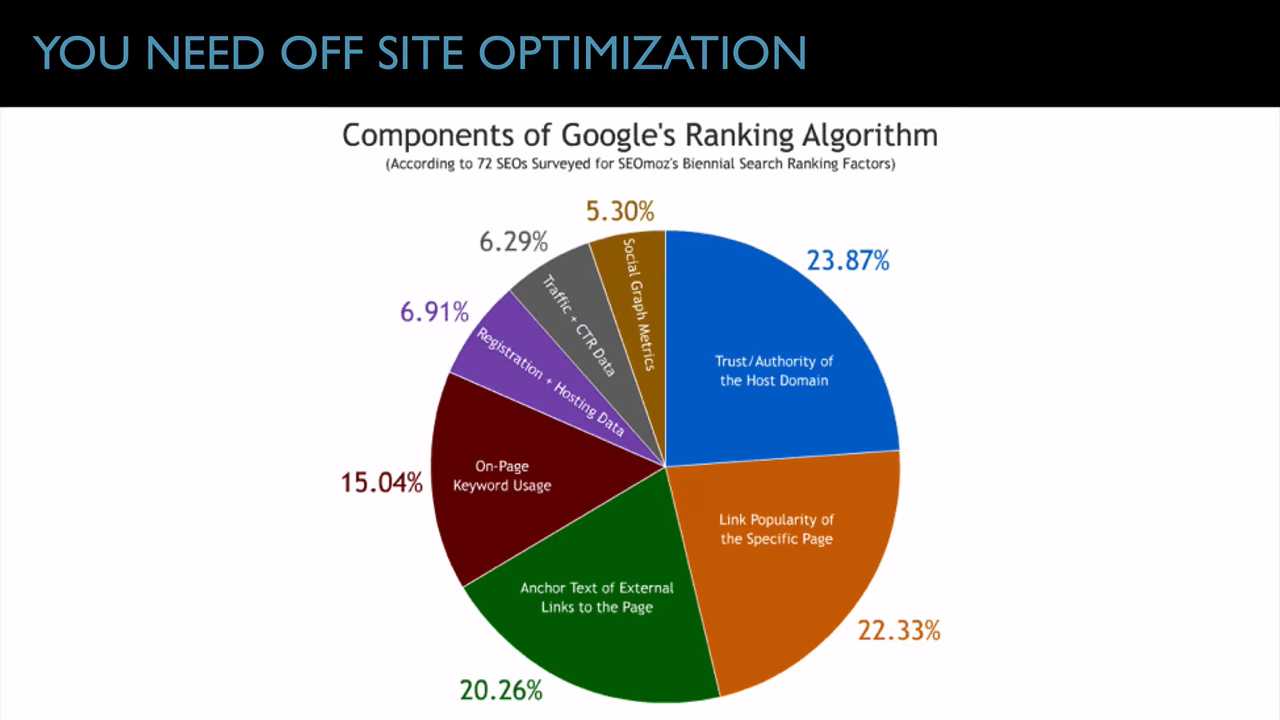 YOU NEED OFF SITE OPTIMIZATION
Components of Google's Ranking Algorithm
(According to 72 SEOs Surveyed for SEOmoz's Biennial Search Ranking Factors)
5.30%
Social Graph Metrics
6.29%
Traffic + CTR Data
23.87%
Trust/Authority of
the Host Domain
6.91%
Registration + Hosting Data
15.04%
On-Page
Keyword Usage
Link Popularity of
the Specific Page
22.33%
Anchor Text of External
Links to the Page
20.26%